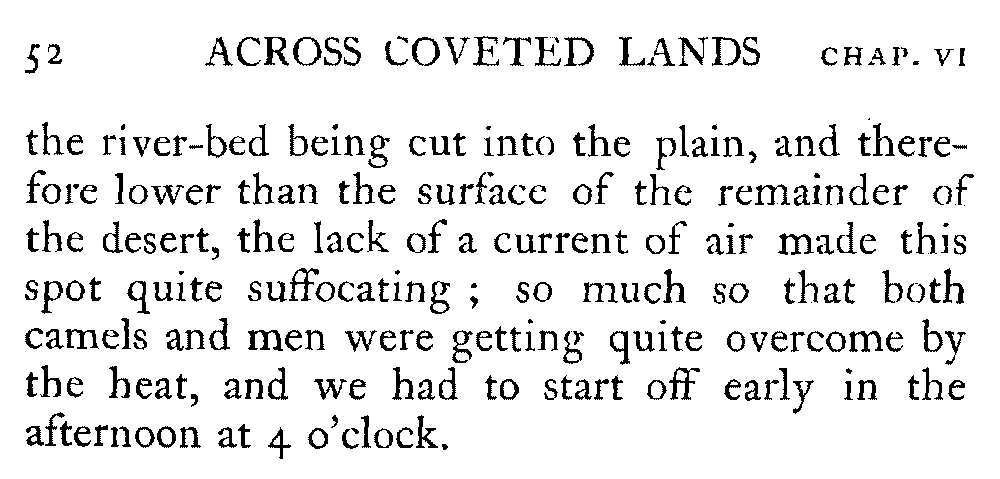 52 ACROSS COVETED LANDS CHAP. VI
the river-bed being cut into the plain, and there-
fore lower than the surface of the remainder of
the desert, the lack of a current of air made this
spot quite suffocating ; so much so that both
camels and men were getting quite overcome by
the heat, and we had to start off early in the
afternoon at 4 o'clock.